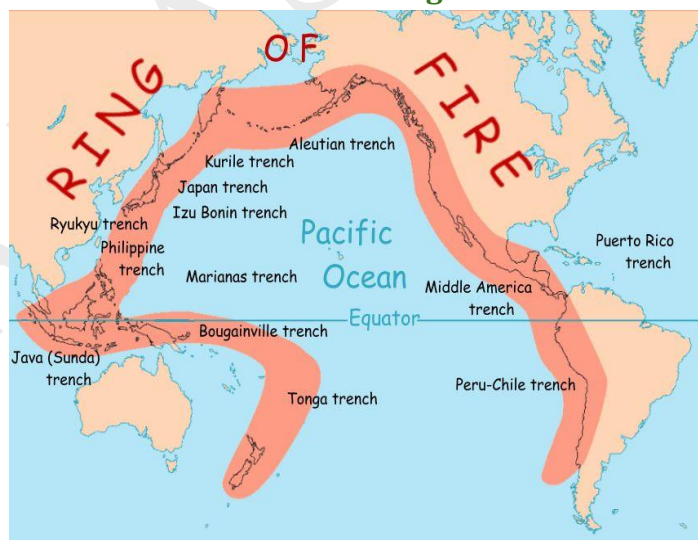 RING OF FIRE
Aleutian trench
Kurile trench
Japan trench
Izu Bonin trench
Ryukyu trench
Philippine
trench
Pacific
Ocean
Marianas trench
Puerto Rico
trench
Middle America
trench
Equator
Bougainville trench
Java (Sunda)
trench
Tonga trench
Peru-Chile trench